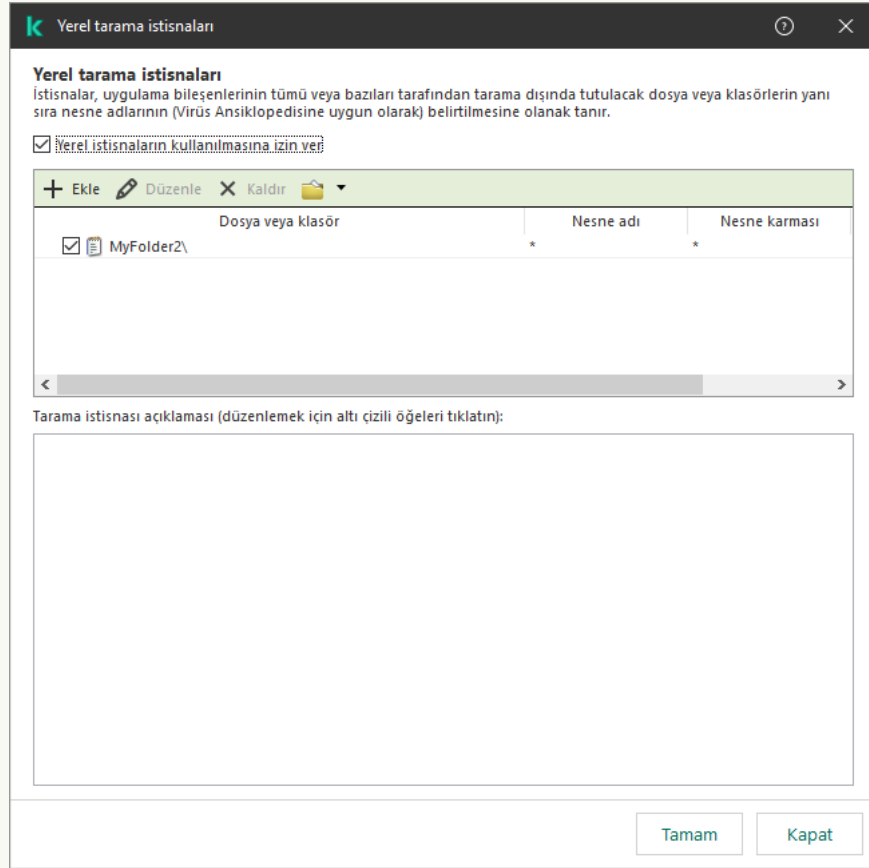 Yerel tarama istisnaları
Yerel tarama istisnaları
İstisnalar, uygulama bileşenlerinin tümü veya bazıları tarafından tarama dışında tutulacak dosya veya klasörlerin yanı
sıra nesne adlarının (Virüs Ansiklopedisine uygun olarak) belirtilmesine olanak tanır.
Yerel istisnaların kullanılmasına izin ver
Ekle Düzenle Kaldır
Dosya veya klasör Nesne adı Nesne karması
MyFolder2\ * *
Tarama istisnası açıklaması (düzenlemek için altı çizili öğeleri tıklatın):
Tamam Kapat